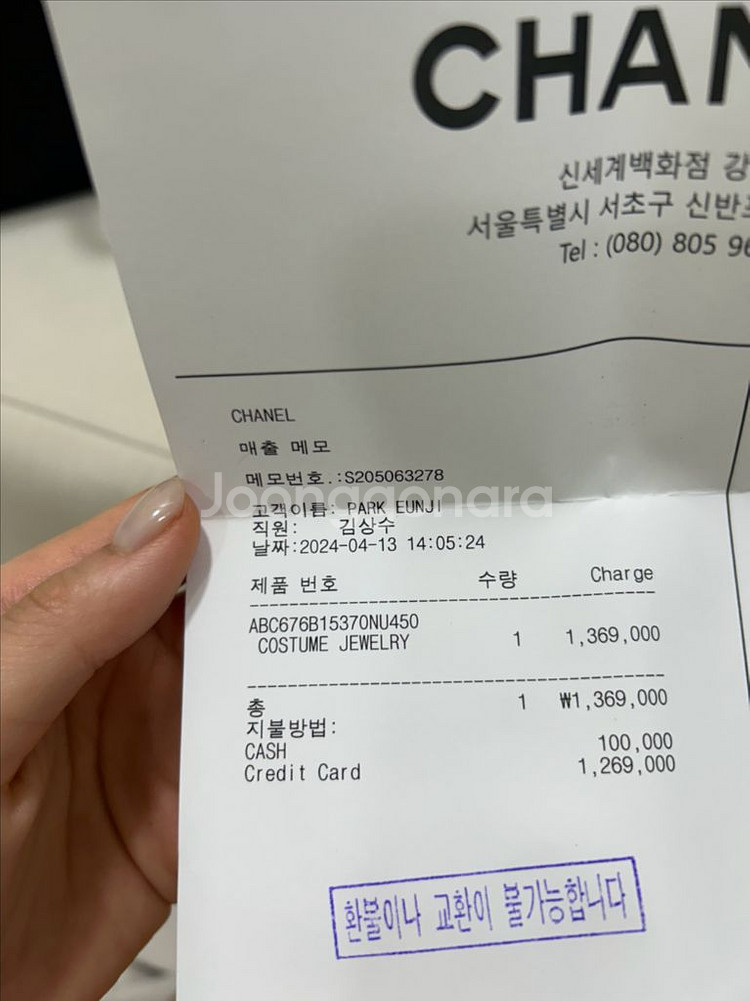 CHAN
신세계백화점 강
서울특별시 서초구 신반포
Tel : (080) 805 96
CHANEL
매출 메모
메모번호.:S205063278
Joonggonara
고객이름: PARK EUNJI
직원: 김상수
날짜:2024-04-13 14:05:24
제품 번호 수량 Charge
ABC676B15370NU450
COSTUME JEWELRY 1 1,369,000
총 1 ₩1,369,000
지불방법:
CASH 100,000
Credit Card 1,269,000
환불이나 교환이 불가능합니다